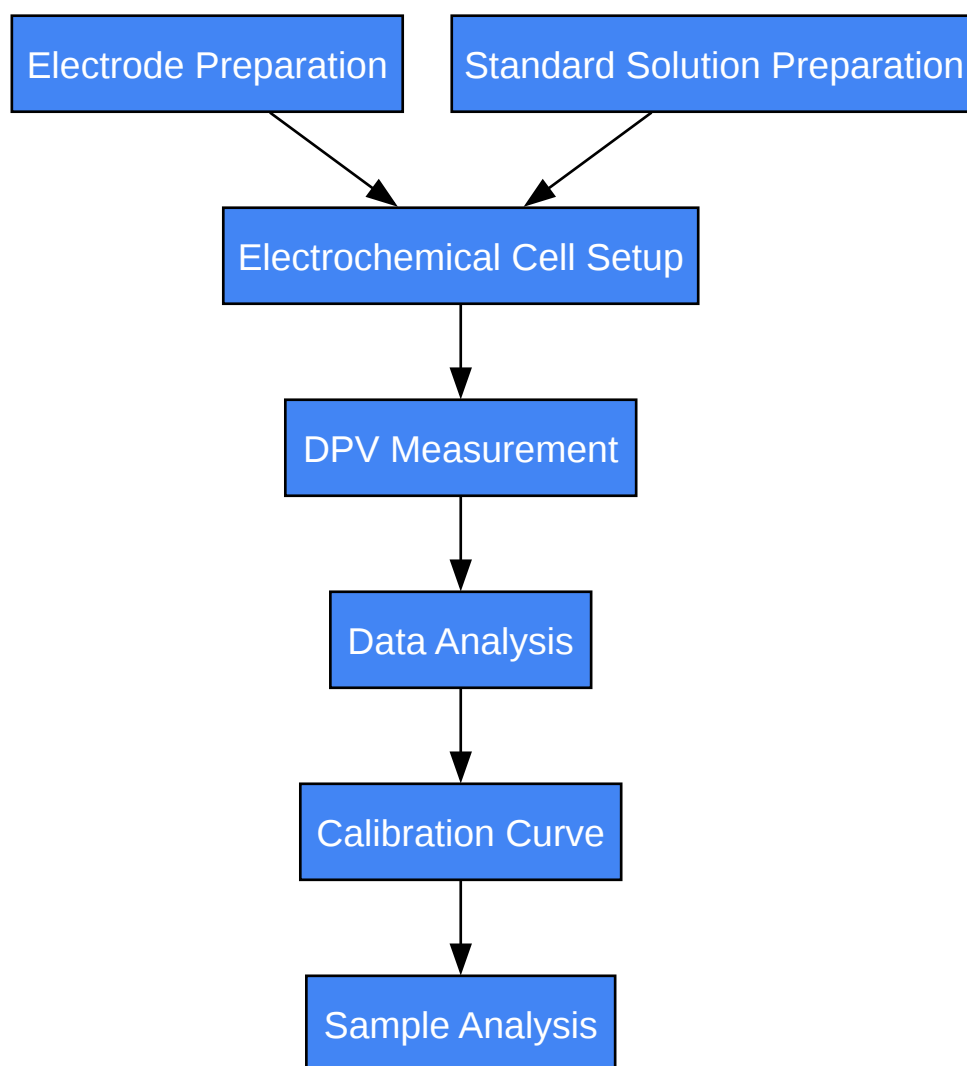 Electrode Preparation
Standard Solution Preparation
Electrochemical Cell Setup
DPV Measurement
Data Analysis
Calibration Curve
Sample Analysis